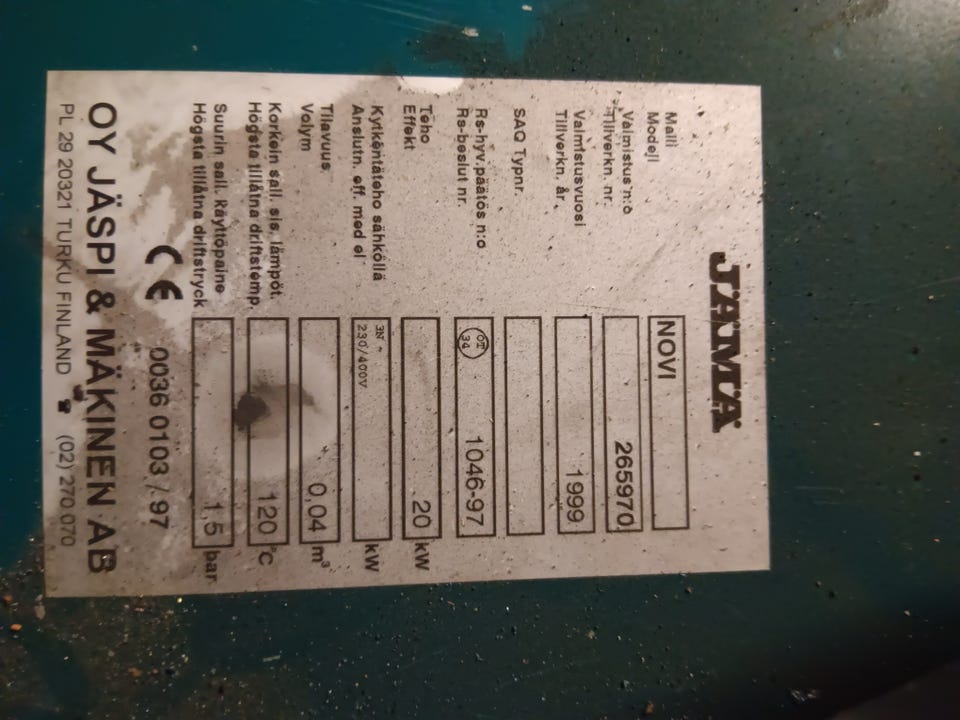 JÄMÄ
Malli
Modell NOVI
Valmistus n:o
Tillverkn. nr. 265970
Valmistusvuosi
Tillverkn. år. 1999
SAQ Typnr.
Rs-hyv.päätös n:o
Rs-beslut nr. OT 34 1046-97
Teho
Effekt 20 kW
Kytkentäteho sähköllä 3N ~
Anslutn. eff. med el 230/400V kW
Tilavuus
Volym 0,04 m³
Korkein sall. sis. lämpöt.
Högsta tillåtna driftstemp. 120 °C
Suurin sall. käyttöpaine
Högsta tillåtna driftstryck 1,5 bar
CE 0036 0103 / 97
OY JÄSPI & MÄKINEN AB
PL 29 20321 TURKU FINLAND ☎ (02) 270 070